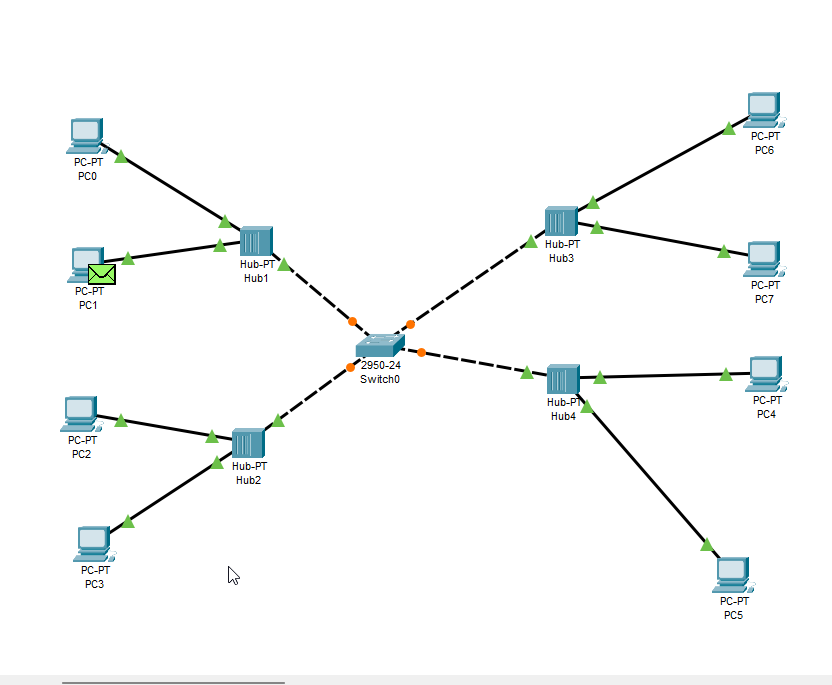 PC-PT
PC0
PC-PT
PC1
Hub-PT
Hub1
PC-PT
PC2
PC-PT
PC3
Hub-PT
Hub2
2950-24
Switch0
Hub-PT
Hub3
PC-PT
PC6
PC-PT
PC7
Hub-PT
Hub4
PC-PT
PC4
PC-PT
PC5